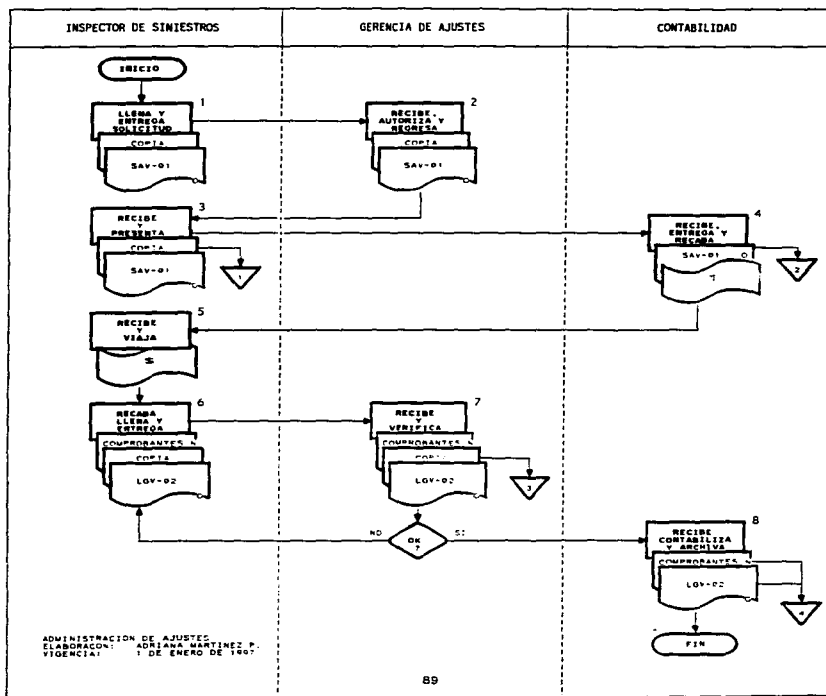 INSPECTOR DE SINIESTROS
GERENCIA DE AJUSTES
CONTABILIDAD
INICIO
1
LLENA Y
ENTREGA
SOLICITUD
COPIA
SAV-01
O
2
RECIBE,
AUTORIZA Y
REGRESA
COPIA
SAV-01
O
3
RECIBE
Y
PRESENTA
COPIA
SAV-01
O
1
4
RECIBE,
ENTREGA Y
RECABA
SAV-01 O
2
5
RECIBE
Y
VIAJA
$
6
RECABA
LLENA Y
ENTREGA
COMPROBANTES N
COPIA
LGV-02
O
7
RECIBE
Y
VERIFICA
COMPROBANTES N
COPIA
LGV-02
O
3
NO
OK
?
SI
8
RECIBE
CONTABILIZA
Y ARCHIVA
COMPROBANTES N
LGV-02
O
4
FIN
ADMINISTRACION DE AJUSTES
ELABORACON: ADRIANA MARTINEZ P.
VIGENCIA: 1 DE ENERO DE 1997
89